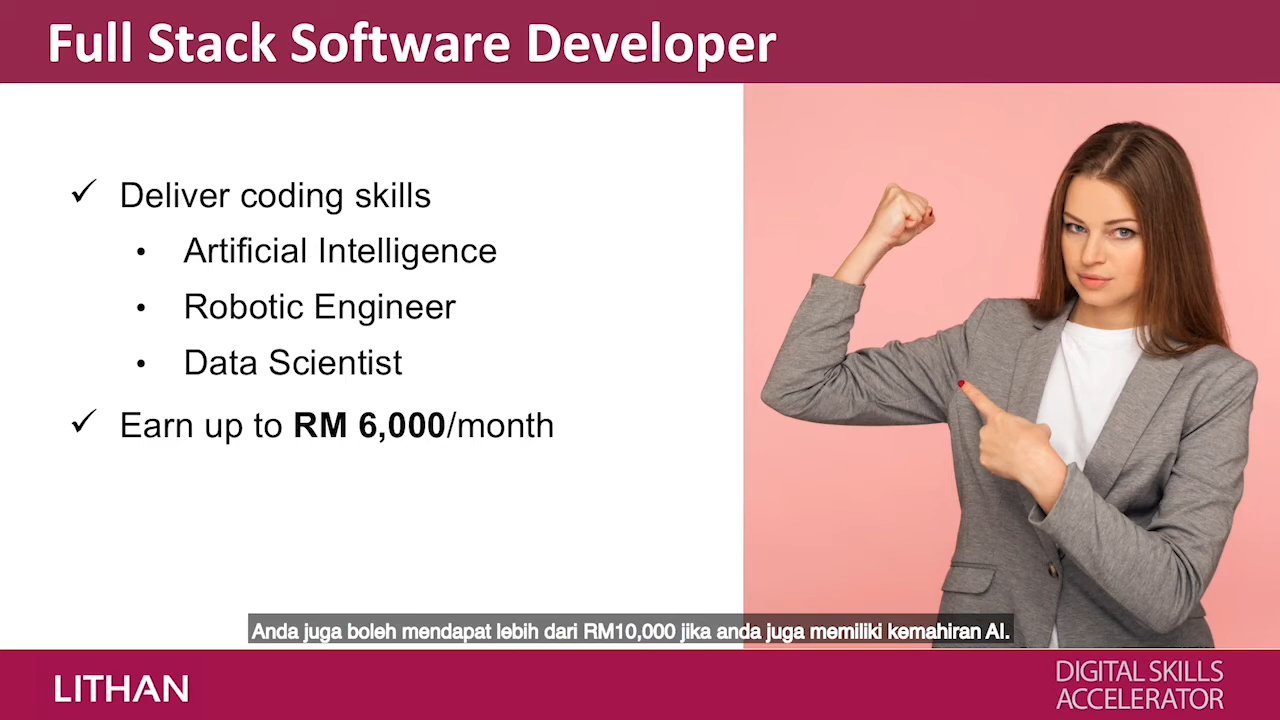 Full Stack Software Developer
✓ Deliver coding skills
• Artificial Intelligence
• Robotic Engineer
• Data Scientist
✓ Earn up to RM 6,000/month
Anda juga boleh mendapat lebih dari RM10,000 jika anda juga memiliki kemahiran AI.
LITHAN
DIGITAL SKILLS
ACCELERATOR